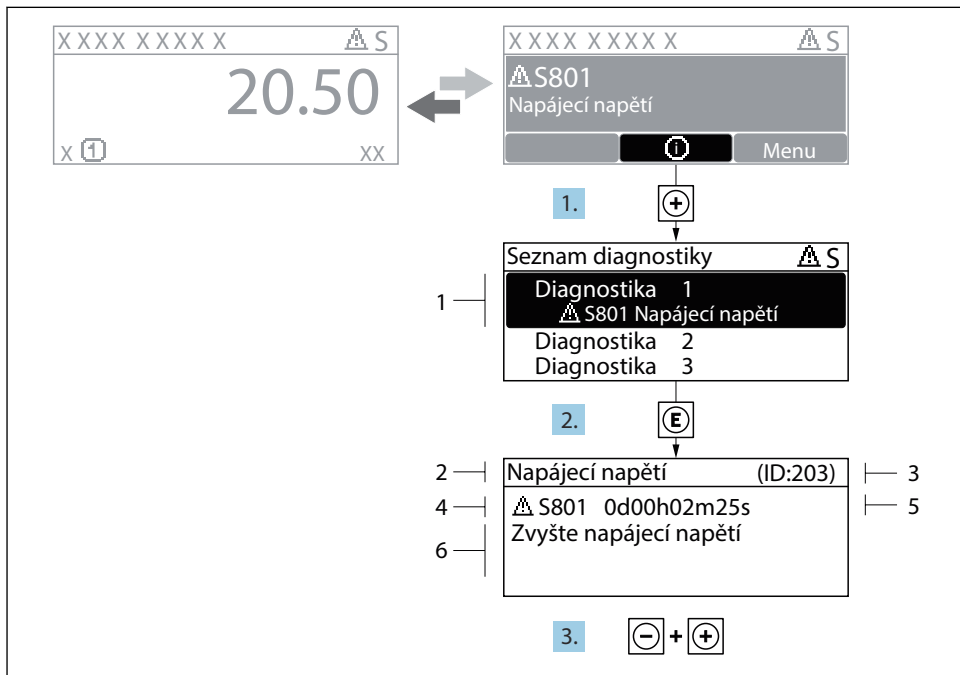 X XXX XXXX X ⚠ S
20.50
X ① XX
X XXX XXXX X ⚠ S
⚠ S801
Napájecí napětí
ⓘ Menu
1. +
Seznam diagnostiky ⚠ S
1
Diagnostika 1
⚠ S801 Napájecí napětí
Diagnostika 2
Diagnostika 3
2. E
2 Napájecí napětí (ID:203) 3
4 ⚠ S801 0d00h02m25s 5
6 Zvyšte napájecí napětí
3. − + +